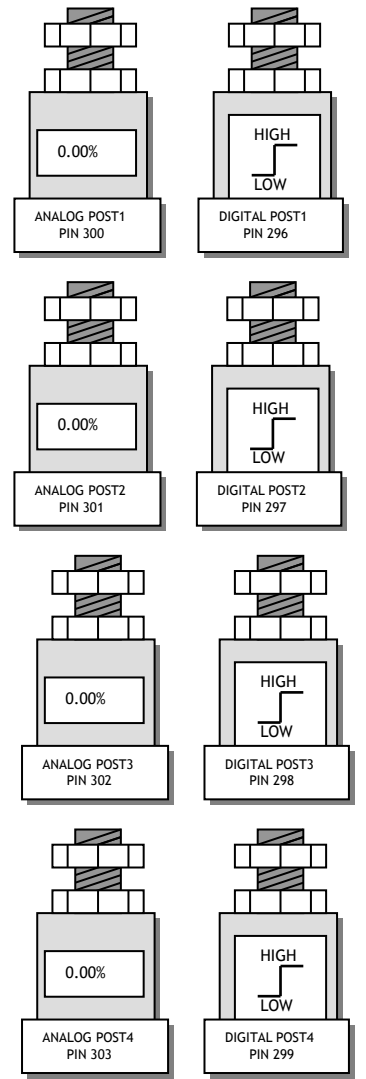 0.00%
ANALOG POST1
PIN 300
HIGH
LOW
DIGITAL POST1
PIN 296
0.00%
ANALOG POST2
PIN 301
HIGH
LOW
DIGITAL POST2
PIN 297
0.00%
ANALOG POST3
PIN 302
HIGH
LOW
DIGITAL POST3
PIN 298
0.00%
ANALOG POST4
PIN 303
HIGH
LOW
DIGITAL POST4
PIN 299